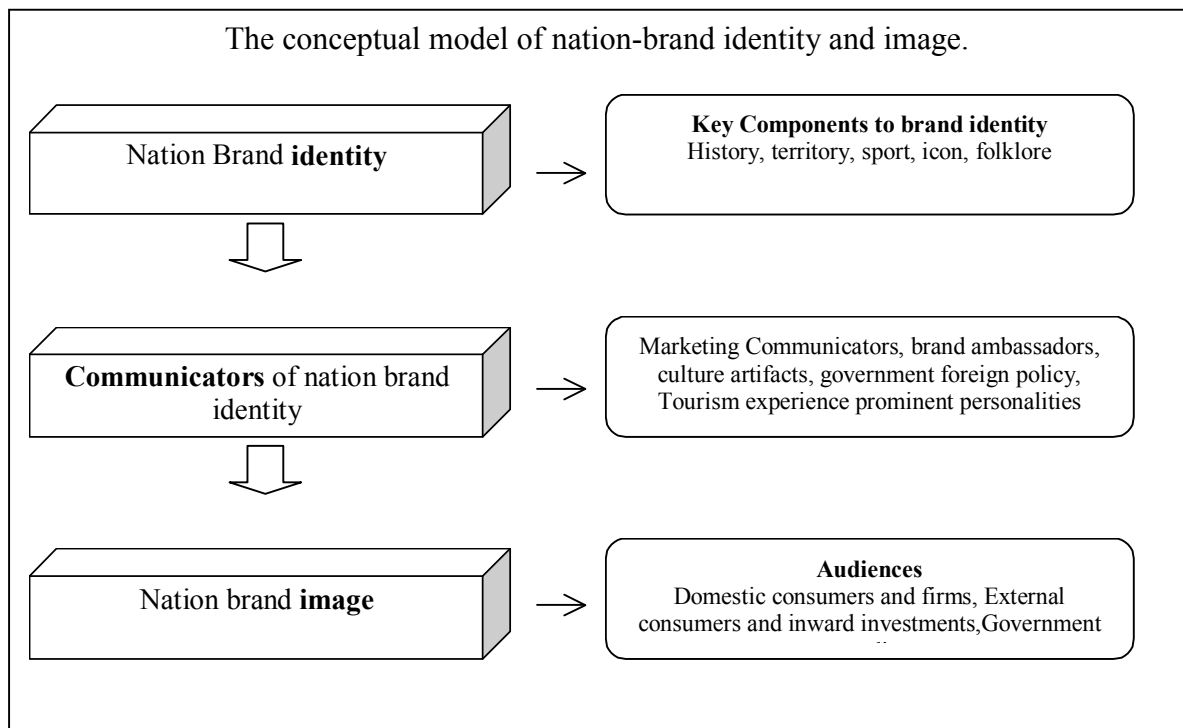 The conceptual model of nation-brand identity and image.
Nation Brand identity
Key Components to brand identity
History, territory, sport, icon, folklore
Communicators of nation brand
identity
Marketing Communicators, brand ambassadors,
culture artifacts, government foreign policy,
Tourism experience prominent personalities
Nation brand image
Audiences
Domestic consumers and firms, External
consumers and inward investments,Government